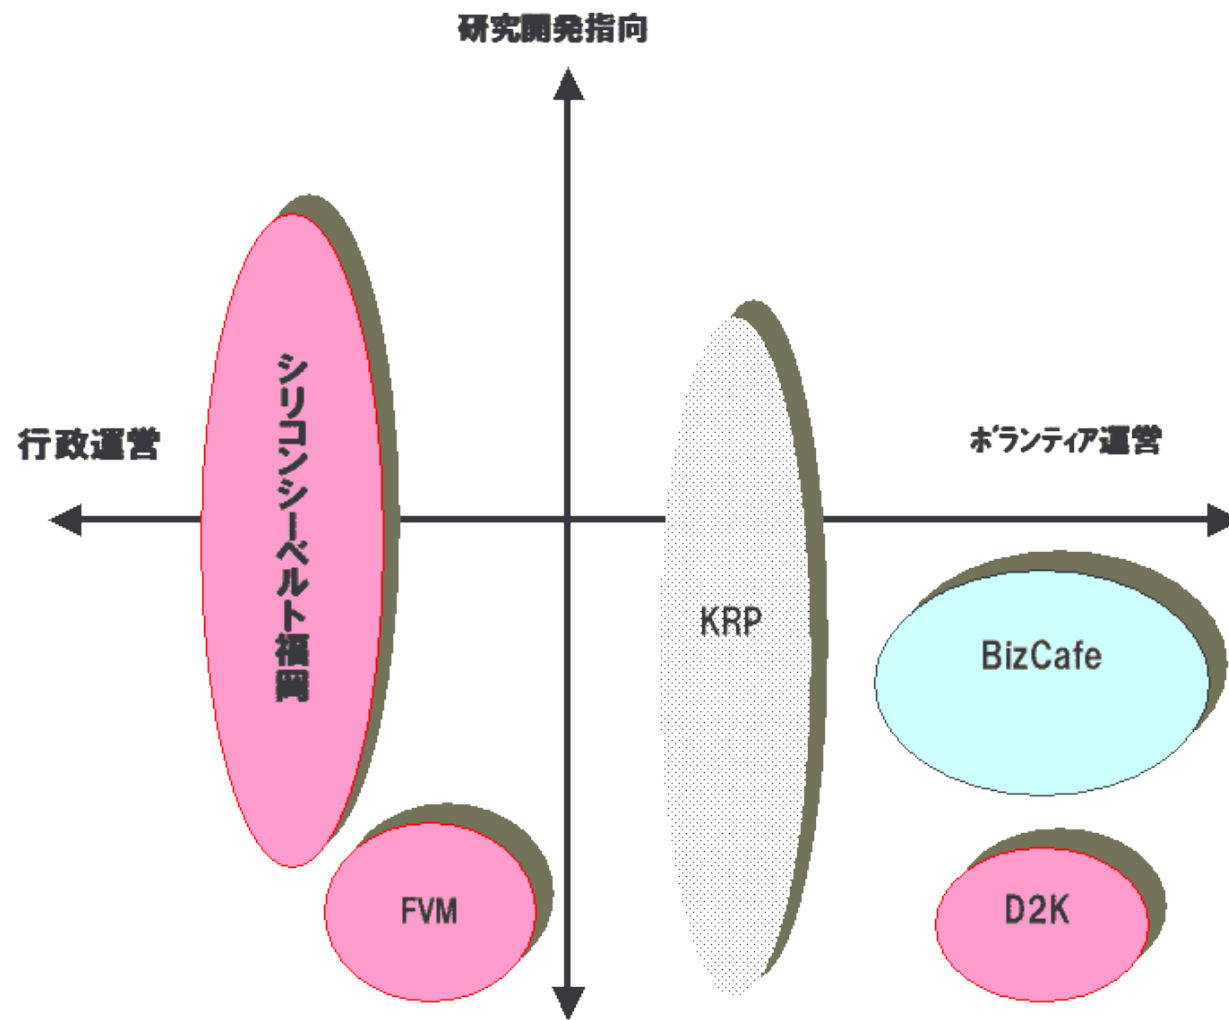 研究開発指向
行政運営
ボランティア運営
シリコンシーベルト福岡
KRP
BizCafe
FVM
D2K